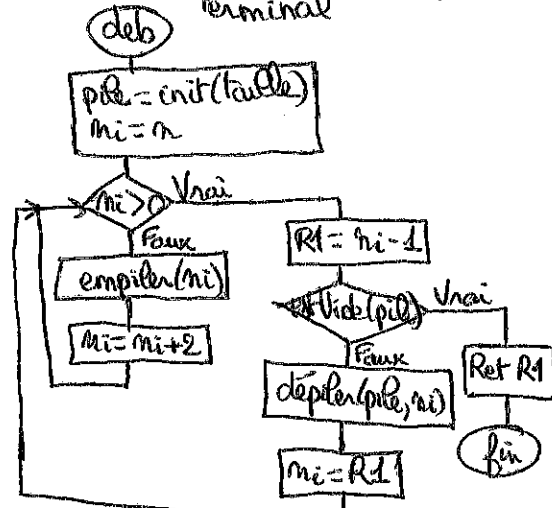 Terminal
deb
pile = init(taille)
ni = n
ni > 0
Vrai
Faux
empiler(ni)
ni = ni+2
R1 = ni-1
estVide(pile)
Vrai
Faux
dépiler(pile, ni)
ni = R1
Ret R1
fin